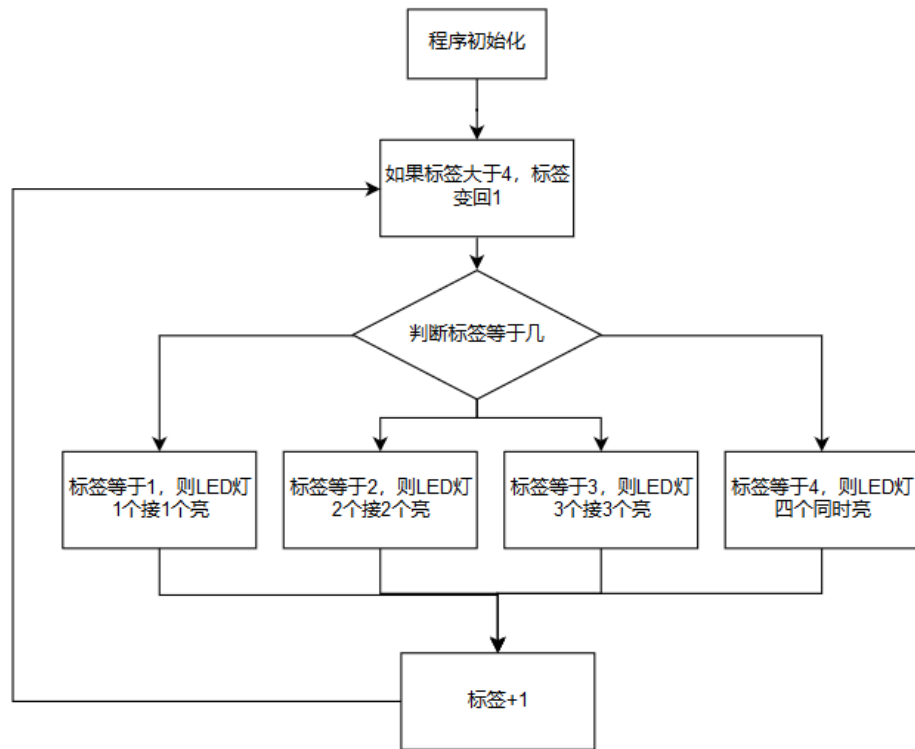 程序初始化
如果标签大于4，标签
变回1
判断标签等于几
标签等于1，则LED灯
1个接1个亮
标签等于2，则LED灯
2个接2个亮
标签等于3，则LED灯
3个接3个亮
标签等于4，则LED灯
四个同时亮
标签+1